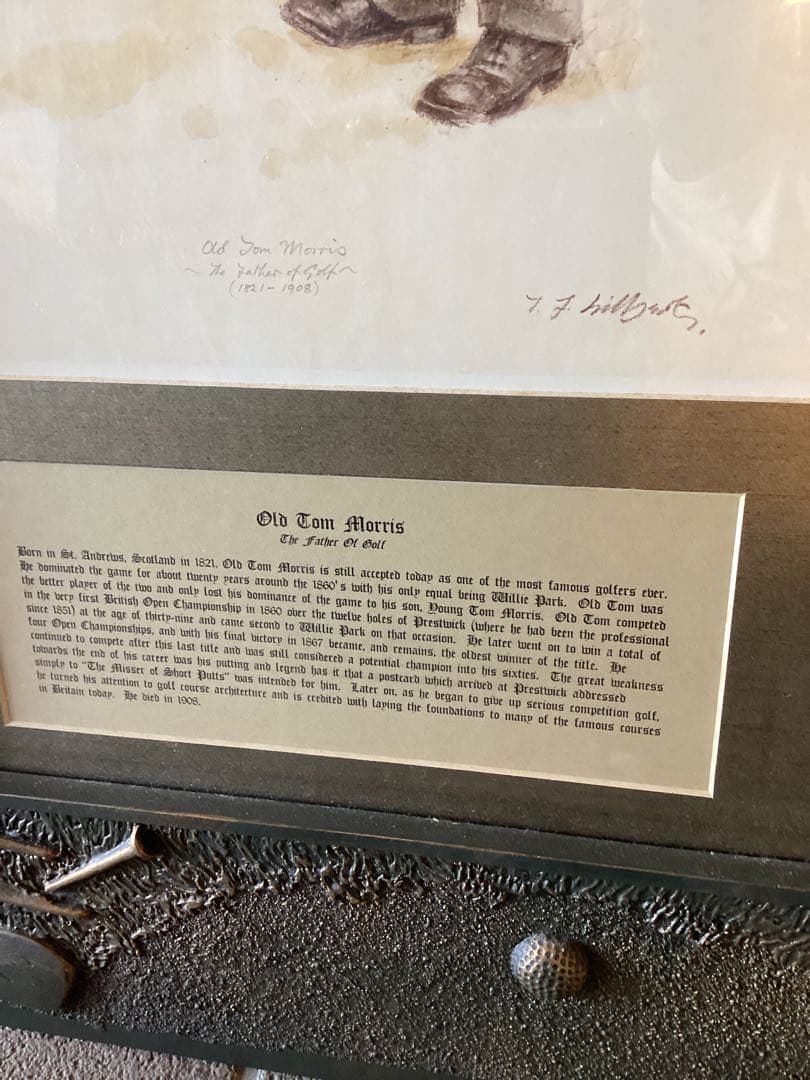 Old Tom Morris
~ The Father of Golf ~
(1821 - 1908)
T. F.
Old Tom Morris
The Father Of Golf
Born in St. Andrews, Scotland in 1821, Old Tom Morris is still accepted today as one of the most famous golfers ever.
He dominated the game for about twenty years around the 1860's with his only equal being Willie Park. Old Tom was
the better player of the two and only lost his dominance of the game to his son, Young Tom Morris. Old Tom competed
in the very first British Open Championship in 1860 over the twelve holes of Prestwick (where he had been the professional
since 1851) at the age of thirty-nine and came second to Willie Park on that occasion. He later went on to win a total of
four Open Championships, and with his final victory in 1867 became, and remains, the oldest winner of the title. He
continued to compete after this last title and was still considered a potential champion into his sixties. The great weakness
towards the end of his career was his putting and legend has it that a postcard which arrived at Prestwick addressed
simply to "The Misser of Short Putts" was intended for him. Later on, as he began to give up serious competition golf,
he turned his attention to golf course architecture and is credited with laying the foundations to many of the famous courses
in Britain today. He died in 1908.